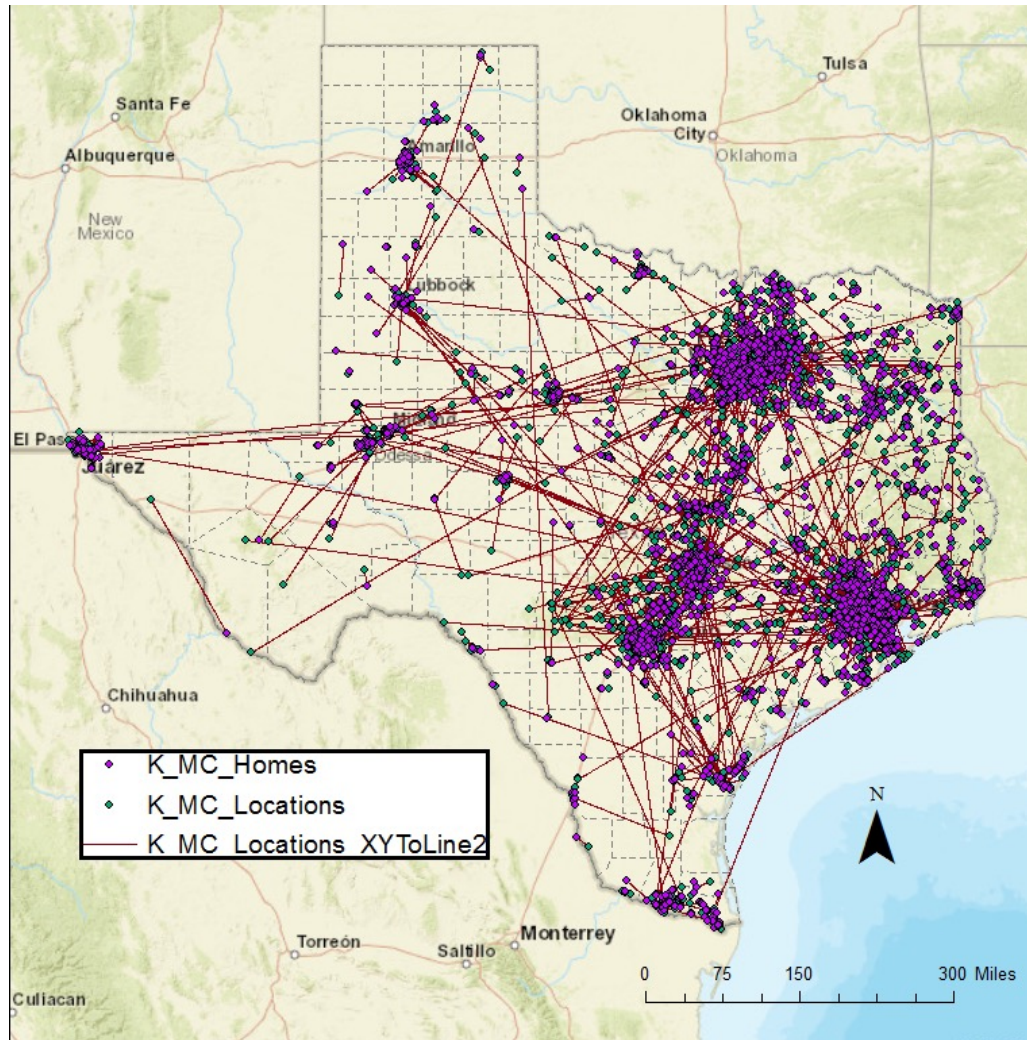 Tulsa
Santa Fe
Oklahoma
City
Albuquerque
Amarillo
Oklahoma
New
Mexico
Lubbock
El Paso
Juárez
Odessa
Chihuahua
K_MC_Homes
K_MC_Locations
K_MC_Locations_XYToLine2
N
Torreón
Saltillo
Monterrey
0 75 150 300 Miles
Culiacan